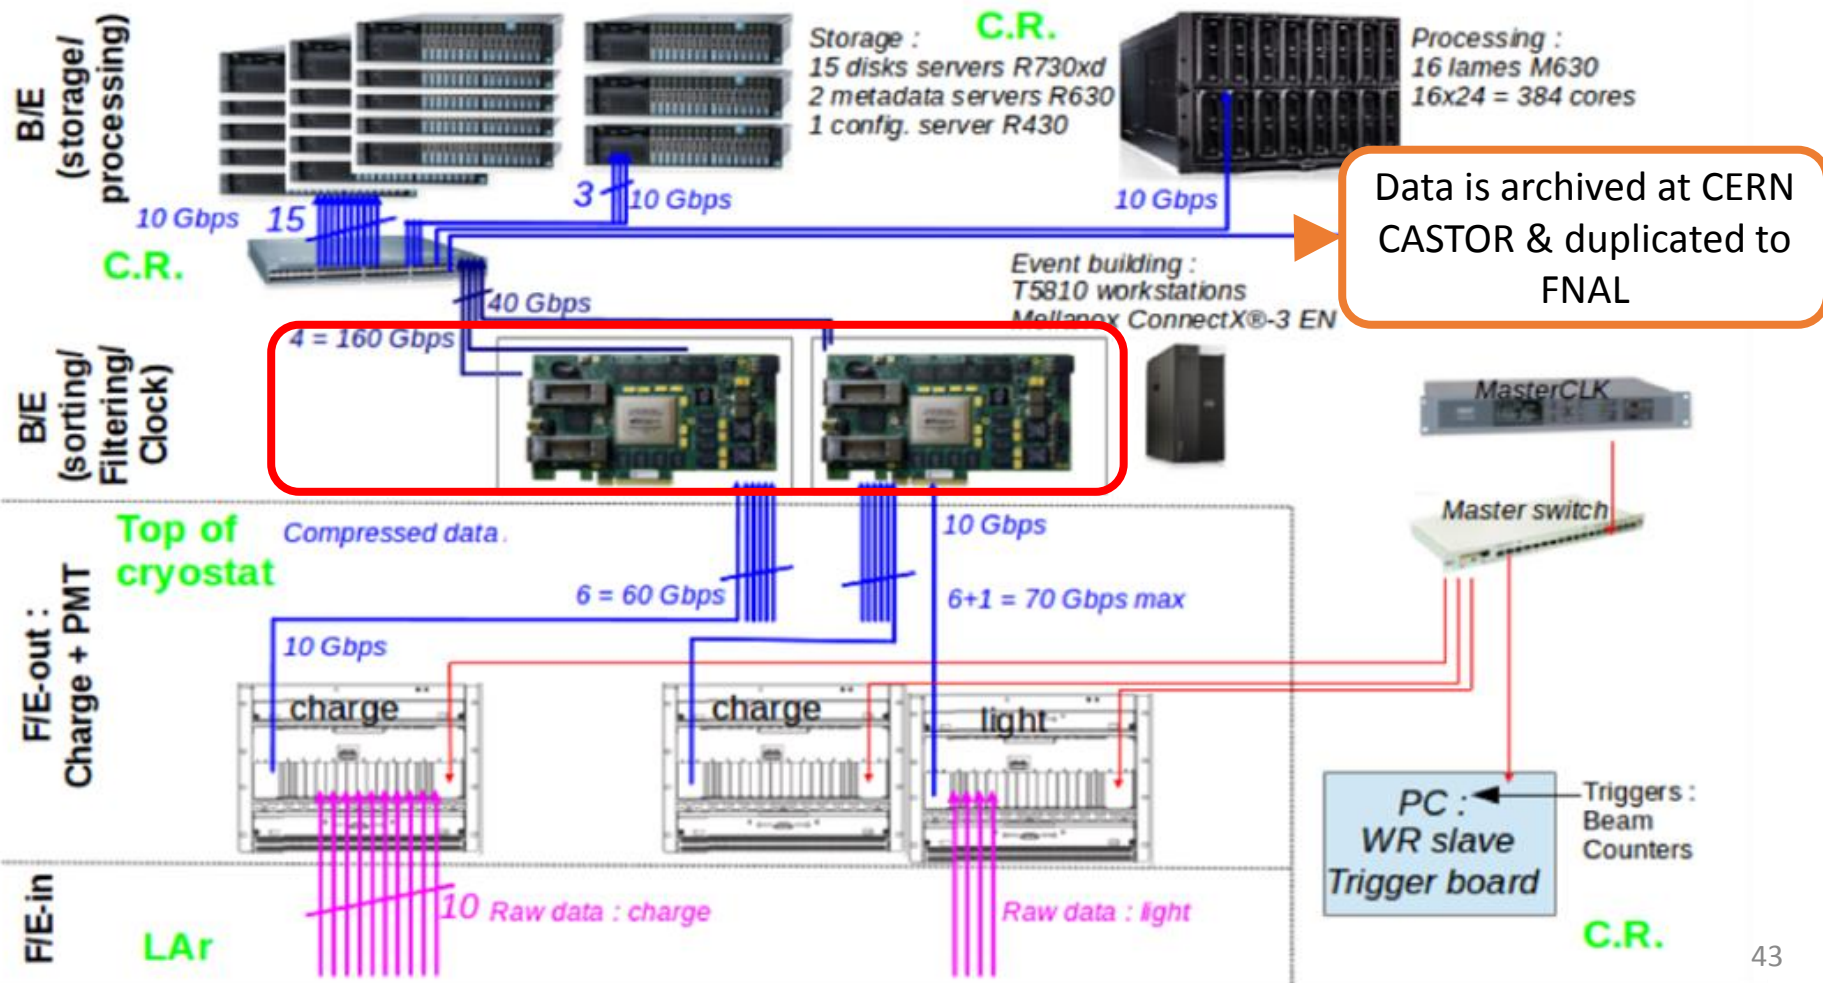 B/E
(storage/
processing)
C.R.
Storage :
15 disks servers R730xd
2 metadata servers R630
1 config. server R430
Processing :
16 lames M630
16x24 = 384 cores
10 Gbps
15
3
10 Gbps
10 Gbps
Data is archived at CERN
CASTOR & duplicated to
FNAL
C.R.
Event building :
T5810 workstations
Mellanox ConnectX®-3 EN
40 Gbps
4 = 160 Gbps
B/E
(sorting/
Filtering/
Clock)
MasterCLK
Master switch
Top of
cryostat
Compressed data.
10 Gbps
6 = 60 Gbps
6+1 = 70 Gbps max
F/E-out :
Charge + PMT
10 Gbps
charge
charge
light
PC :
WR slave
Trigger board
Triggers :
Beam
Counters
F/E-in
LAr
10 Raw data : charge
Raw data : light
C.R.
43